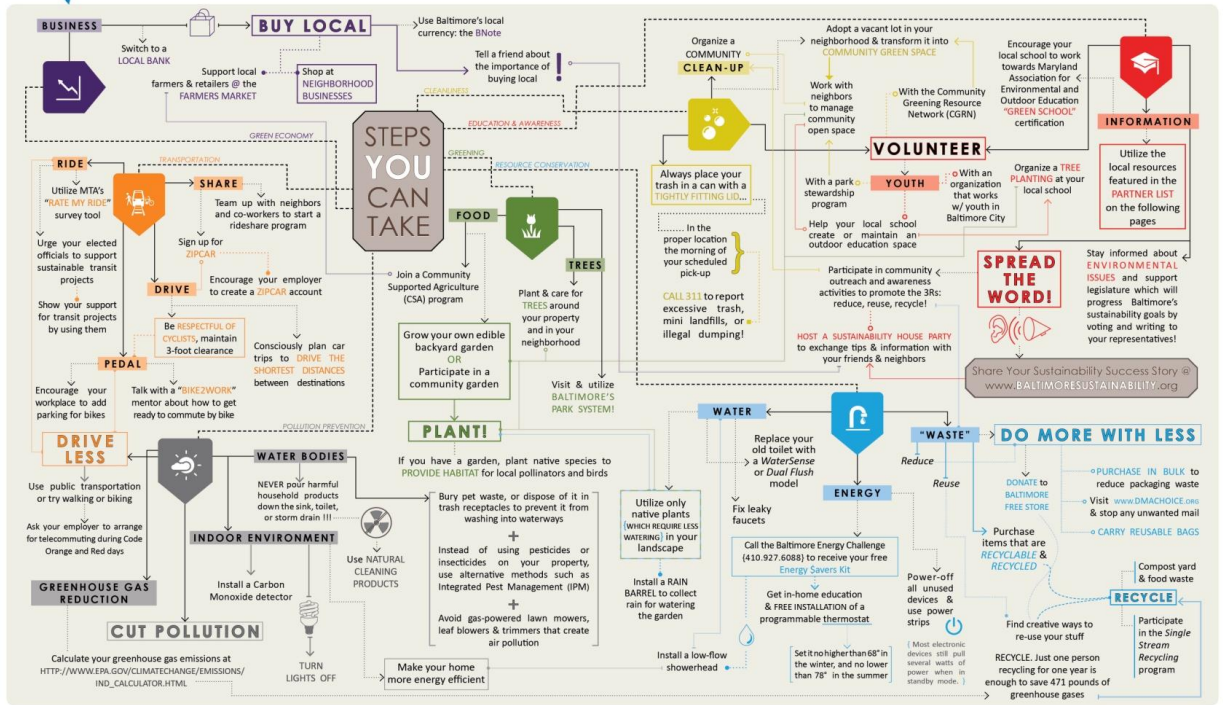 BUSINESS
Switch to a
LOCAL BANK
BUY LOCAL
Use Baltimore's local
currency: the BNote
Tell a friend about
the importance of
buying local
!
Support local
farmers & retailers @ the
FARMERS MARKET
Shop at
NEIGHBORHOOD
BUSINESSES
STEPS
YOU
CAN
TAKE
CLEANLINESS
EDUCATION & AWARENESS
GREEN ECONOMY
GREENING
RESOURCE CONSERVATION
TRANSPORTATION
POLLUTION PREVENTION
Organize a
COMMUNITY
CLEAN-UP
Adopt a vacant lot in your
neighborhood & transform it into
COMMUNITY GREEN SPACE
Work with
neighbors
to manage
community
open space
With the Community
Greening Resource
Network (CGRN)
Encourage your
local school to work
towards Maryland
Association for
Environmental and
Outdoor Education
"GREEN SCHOOL"
certification
INFORMATION
Utilize the
local resources
featured in the
PARTNER LIST
on the following
pages
VOLUNTEER
YOUTH
With a park
stewardship
program
With an
organization
that works
w/ youth in
Baltimore City
Organize a TREE
PLANTING at your
local school
Help your local school
create or maintain an
outdoor education space
Always place your
trash in a can with a
TIGHTLY FITTING LID...
... In the
proper location
the morning of
your scheduled
pick-up
}
CALL 311 to report
excessive trash,
mini landfills, or
illegal dumping!
Participate in community
outreach and awareness
activities to promote the 3Rs:
reduce, reuse, recycle!
HOST A SUSTAINABILITY HOUSE PARTY
to exchange tips & information with
your friends & neighbors
SPREAD
THE
WORD!
Stay informed about
ENVIRONMENTAL
ISSUES and support
legislature which will
progress Baltimore's
sustainability goals by
voting and writing to
your representatives!
Share Your Sustainability Success Story @
www.BALTIMORESUSTAINABILITY.org
RIDE
Utilize MTA's
"RATE MY RIDE"
survey tool
Urge your elected
officials to support
sustainable transit
projects
Show your support
for transit projects
by using them
SHARE
Team up with neighbors
and co-workers to start a
rideshare program
Sign up for
ZIPCAR
Encourage your employer
to create a ZIPCAR account
DRIVE
Be RESPECTFUL OF
CYCLISTS, maintain
3-foot clearance
Consciously plan car
trips to DRIVE THE
SHORTEST DISTANCES
between destinations
PEDAL
Encourage your
workplace to add
parking for bikes
Talk with a "BIKE2WORK"
mentor about how to get
ready to commute by bike
DRIVE
LESS
Use public transportation
or try walking or biking
Ask your employer to arrange
for telecommuting during Code
Orange and Red days
FOOD
Join a Community
Supported Agriculture
(CSA) program
Grow your own edible
backyard garden
OR
Participate in a
community garden
TREES
Plant & care for
TREES around
your property
and in your
neighborhood
Visit & utilize
BALTIMORE'S
PARK SYSTEM!
PLANT!
If you have a garden, plant native species to
PROVIDE HABITAT for local pollinators and birds
WATER BODIES
NEVER pour harmful
household products
down the sink, toilet,
or storm drain !!!
Use NATURAL
CLEANING
PRODUCTS
Bury pet waste, or dispose of it in
trash receptacles to prevent it from
washing into waterways
+
Instead of using pesticides or
insecticides on your property,
use alternative methods such as
Integrated Pest Management (IPM)
+
Avoid gas-powered lawn mowers,
leaf blowers & trimmers that create
air pollution
INDOOR ENVIRONMENT
Install a Carbon
Monoxide detector
TURN
LIGHTS OFF
GREENHOUSE GAS
REDUCTION
CUT POLLUTION
Calculate your greenhouse gas emissions at
HTTP://WWW.EPA.GOV/CLIMATECHANGE/EMISSIONS/
IND_CALCULATOR.HTML
Make your home
more energy efficient
WATER
Replace your
old toilet with
a WaterSense
or Dual Flush
model
Fix leaky
faucets
Utilize only
native plants
(WHICH REQUIRE LESS
WATERING) in your
landscape
Install a RAIN
BARREL to collect
rain for watering
the garden
Install a low-flow
showerhead
ENERGY
Call the Baltimore Energy Challenge
(410.927.6088) to receive your free
Energy $avers Kit
Get in-home education
& FREE INSTALLATION of a
programmable thermostat
Set it no higher than 68° in
the winter, and no lower
than 78° in the summer
Power-off
all unused
devices &
use power
strips
{ Most electronic
devices still pull
several watts of
power when in
standby mode. }
"WASTE"
Reduce
Reuse
DO MORE WITH LESS
DONATE to
BALTIMORE
FREE STORE
PURCHASE IN BULK to
reduce packaging waste
Visit WWW.DMACHOICE.ORG
& stop any unwanted mail
CARRY REUSABLE BAGS
Purchase
items that are
RECYCLABLE &
RECYCLED
Compost yard
& food waste
RECYCLE
Participate
in the Single
Stream
Recycling
program
Find creative ways to
re-use your stuff
RECYCLE. Just one person
recycling for one year is
enough to save 471 pounds of
greenhouse gases